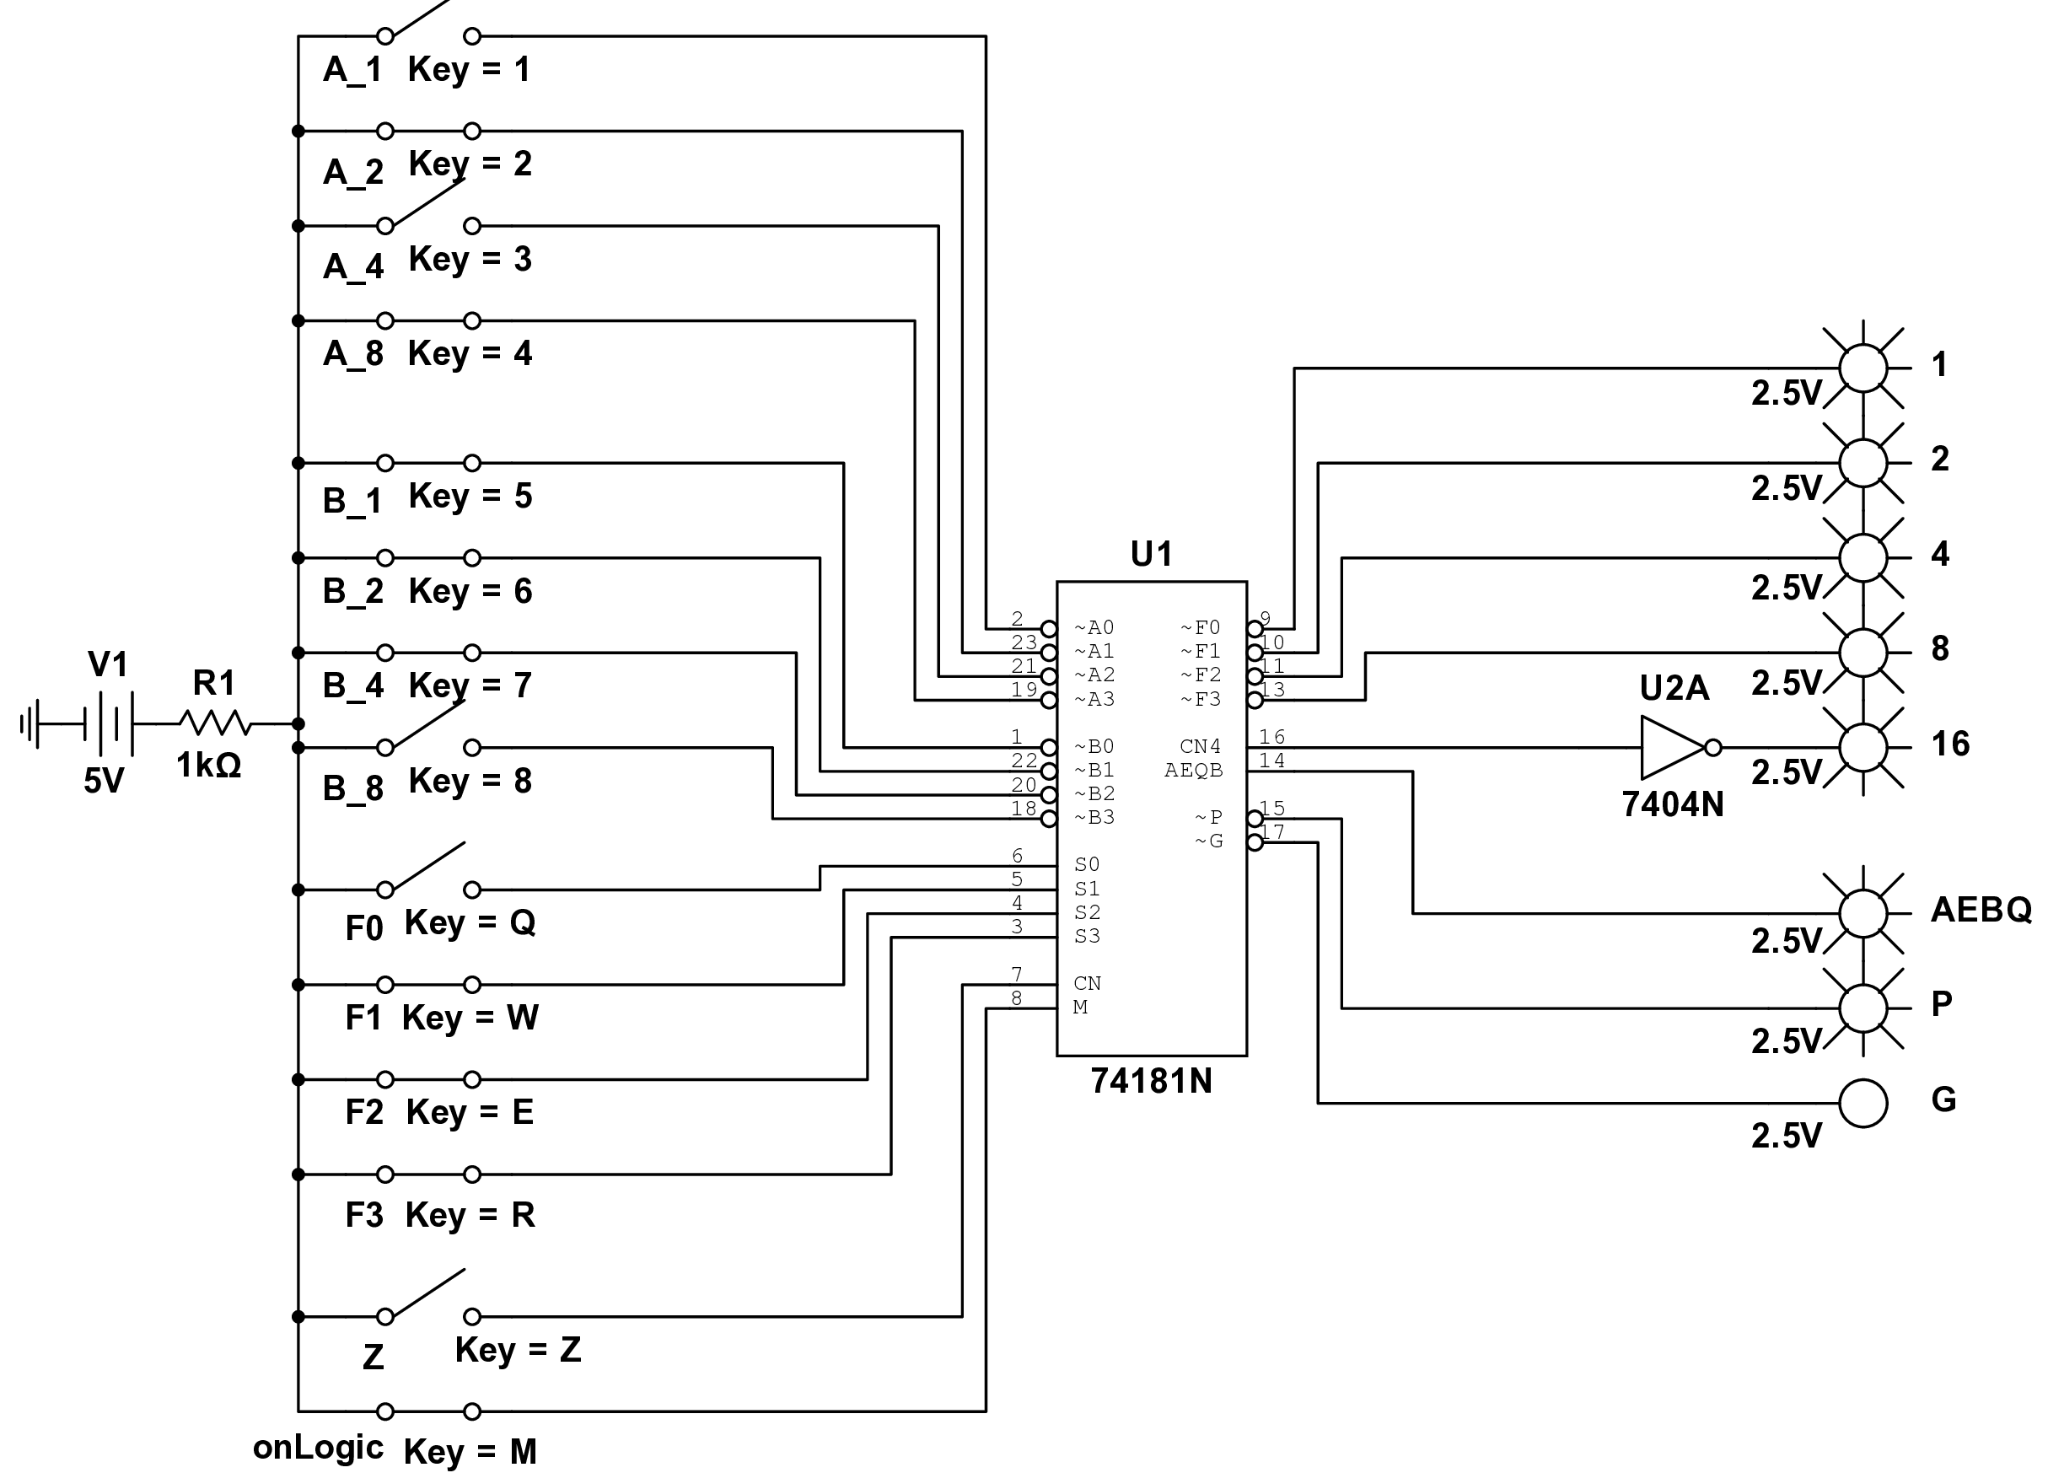 A_1 Key = 1
A_2 Key = 2
A_4 Key = 3
A_8 Key = 4
B_1 Key = 5
B_2 Key = 6
B_4 Key = 7
B_8 Key = 8
V1
5V
R1
1kΩ
F0 Key = Q
F1 Key = W
F2 Key = E
F3 Key = R
Z Key = Z
onLogic Key = M
U1
2 ~A0 ~F0 9
23 ~A1 ~F1 10
21 ~A2 ~F2 11
19 ~A3 ~F3 13
1 ~B0 CN4 16
22 ~B1 AEQB 14
20 ~B2
18 ~B3 ~P 15
~G 17
6 S0
5 S1
4 S2
3 S3
7 CN
8 M
74181N
U2A
7404N
1
2.5V
2
2.5V
4
2.5V
8
2.5V
16
2.5V
AEBQ
2.5V
P
2.5V
G
2.5V